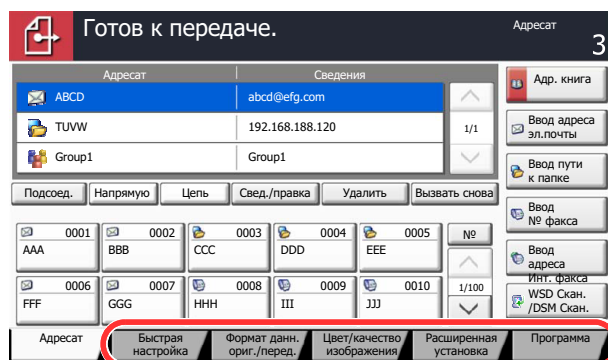 Готов к передаче.
Адресат
3
Адресат Сведения
ABCD abcd@efg.com
TUVW 192.168.188.120
1/1
Group1 Group1
Адр. книга
Ввод адреса
эл.почты
Ввод пути
к папке
Ввод
№ факса
Ввод
адреса
Инт. факса
WSD Скан.
/DSM Скан.
Подсоед. Напрямую Цепь Свед./правка Удалить Вызвать снова
0001 0002 0003 0004 0005 №
AAA BBB CCC DDD EEE
0006 0007 0008 0009 0010 1/100
FFF GGG HHH III JJJ
Адресат
Быстрая
настройка
Формат данн.
ориг./перед.
Цвет/качество
изображения
Расширенная
установка
Программа